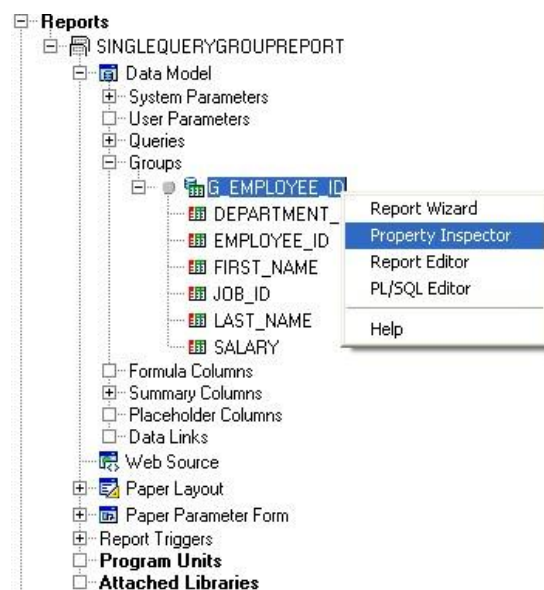 Reports
SINGLEQUERYGROUPREPORT
Data Model
System Parameters
User Parameters
Queries
Groups
G_EMPLOYEE_ID
DEPARTMENT_
EMPLOYEE_ID
FIRST_NAME
JOB_ID
LAST_NAME
SALARY
Report Wizard
Property Inspector
Report Editor
PL/SQL Editor
Help
Formula Columns
Summary Columns
Placeholder Columns
Data Links
Web Source
Paper Layout
Paper Parameter Form
Report Triggers
Program Units
Attached Libraries